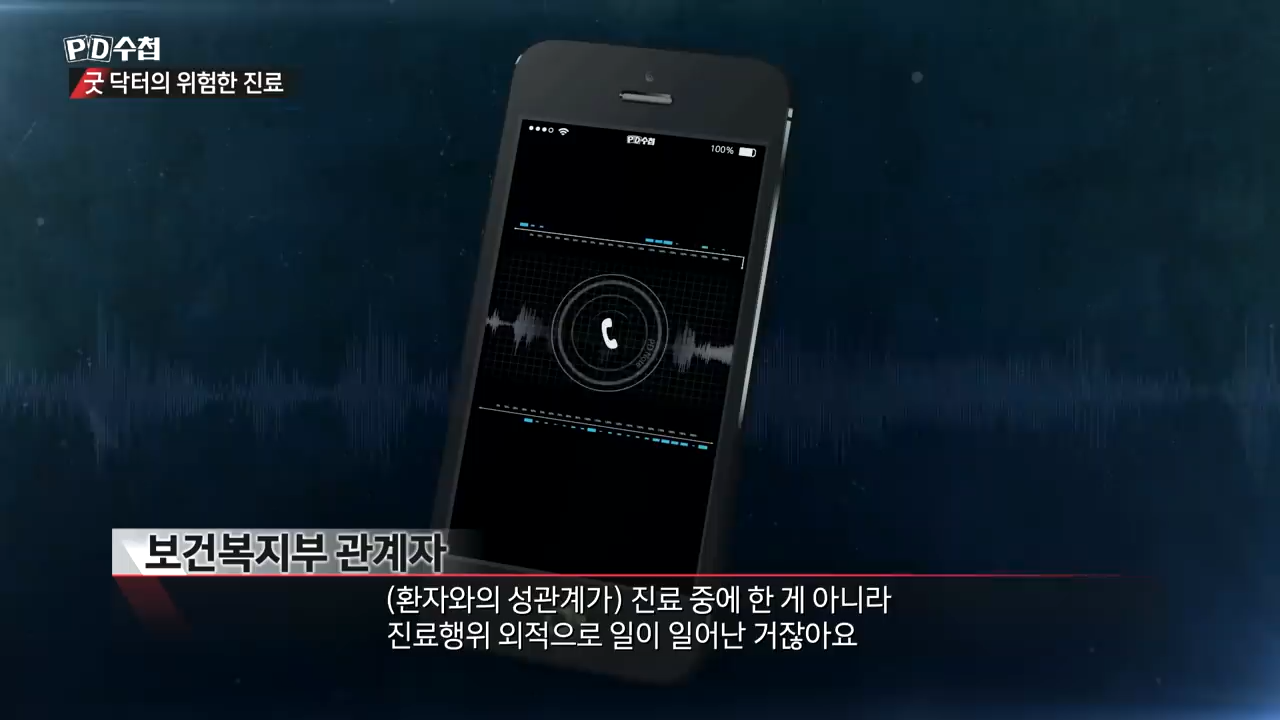 PD수첩
굿 닥터의 위험한 진료
PD수첩
100%
보건복지부 관계자
(환자와의 성관계가) 진료 중에 한 게 아니라
진료행위 외적으로 일이 일어난 거잖아요